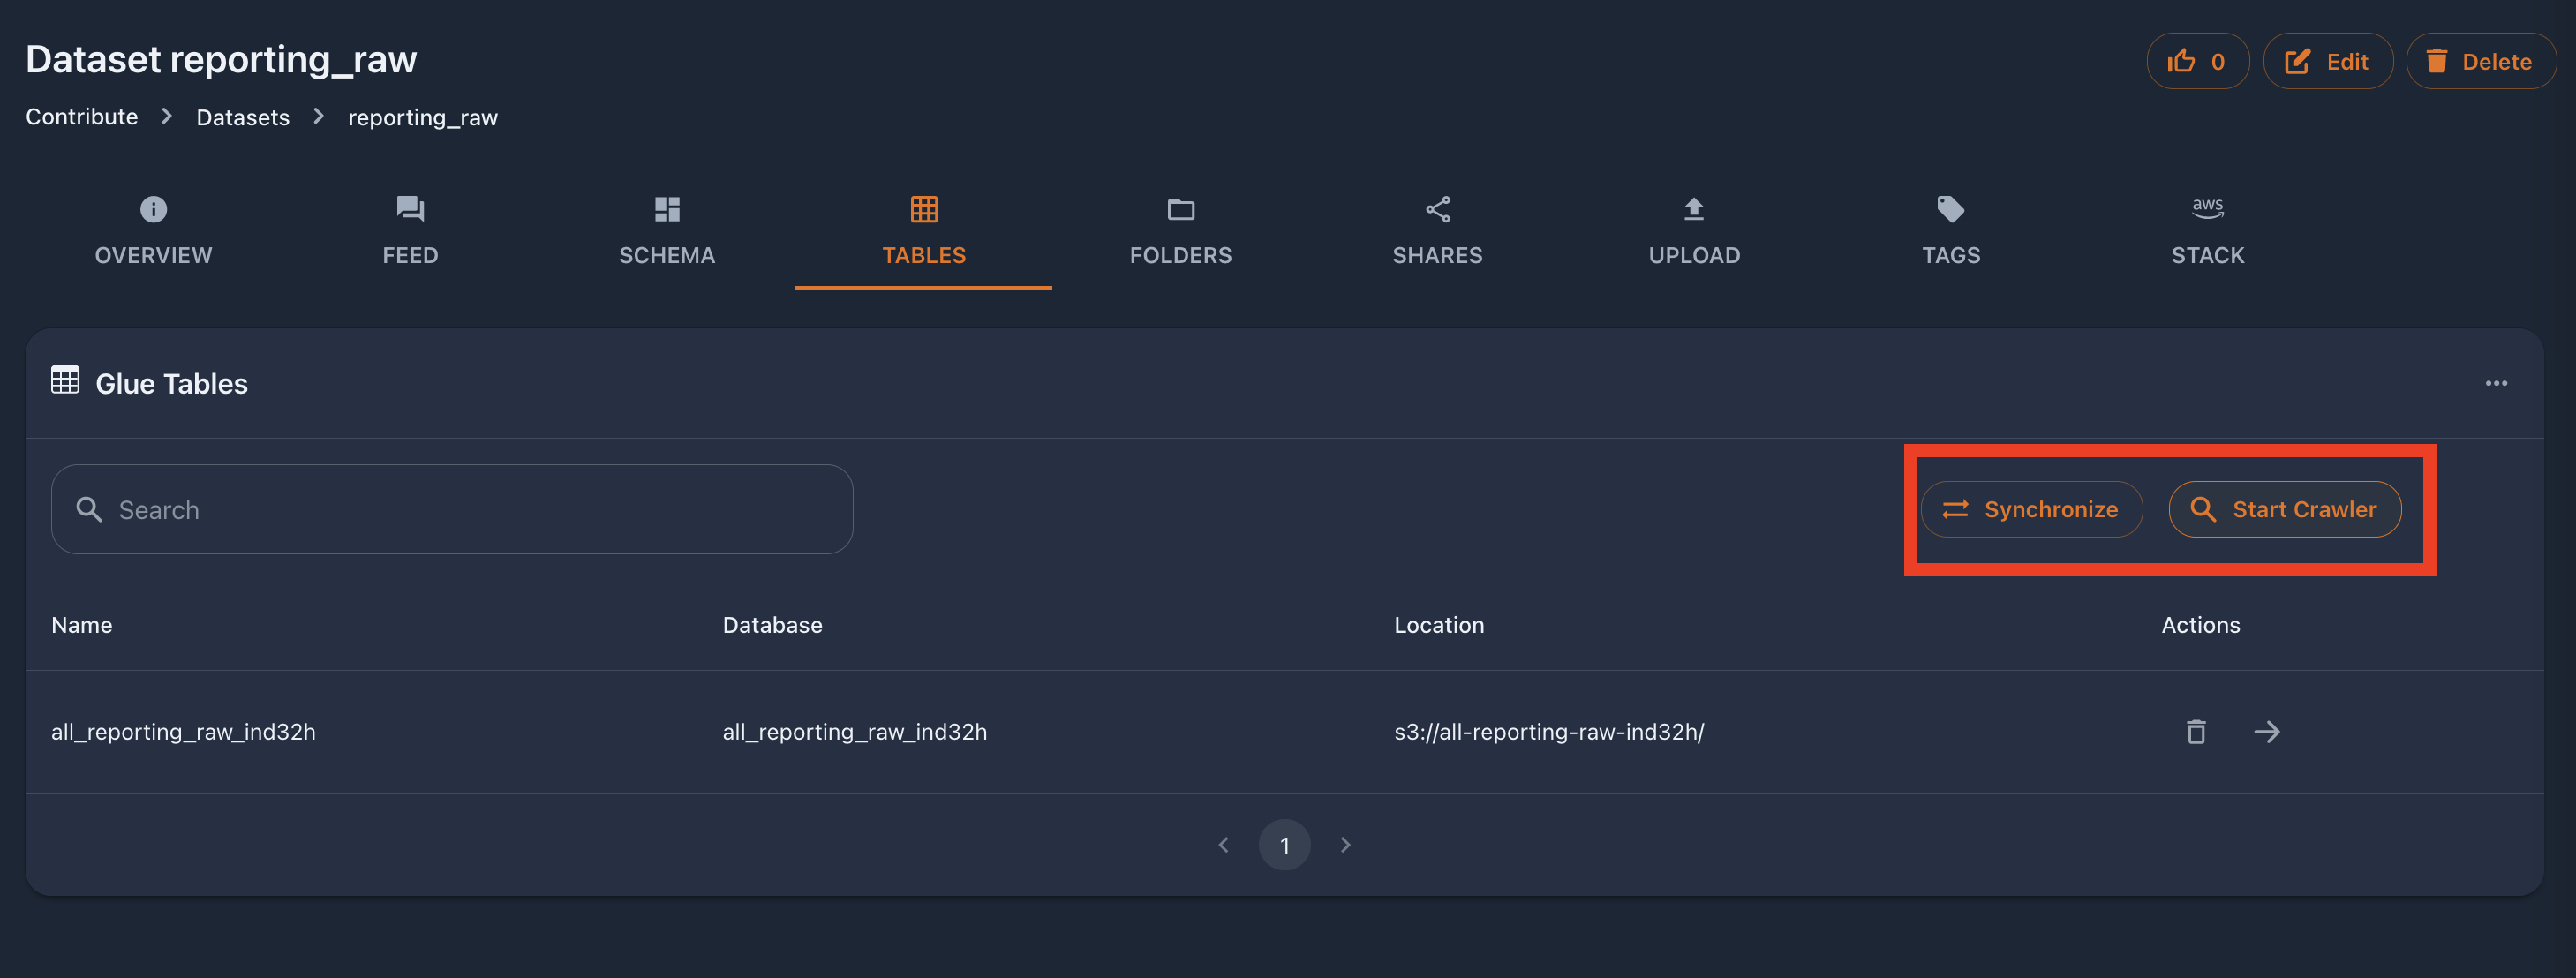 Dataset reporting_raw
0 Edit Delete
Contribute > Datasets > reporting_raw
aws
OVERVIEW FEED SCHEMA TABLES FOLDERS SHARES UPLOAD TAGS STACK
Glue Tables
Search Synchronize Start Crawler
Name Database Location Actions
all_reporting_raw_ind32h all_reporting_raw_ind32h s3://all-reporting-raw-ind32h/
1